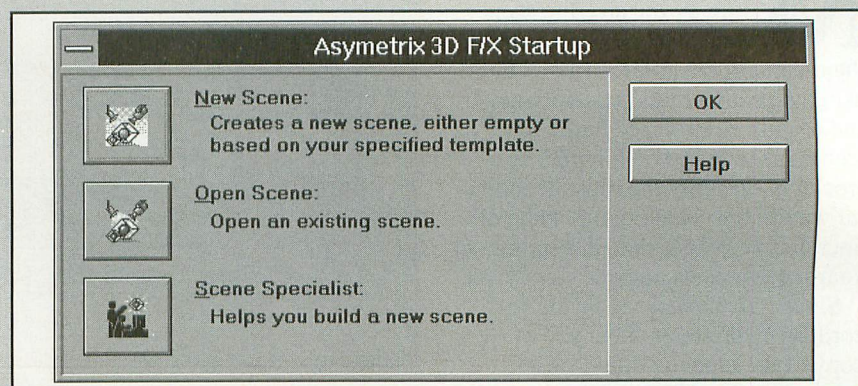 Asymetrix 3D F/X Startup
New Scene:
Creates a new scene, either empty or
based on your specified template.
Open Scene:
Open an existing scene.
Scene Specialist:
Helps you build a new scene.
OK
Help